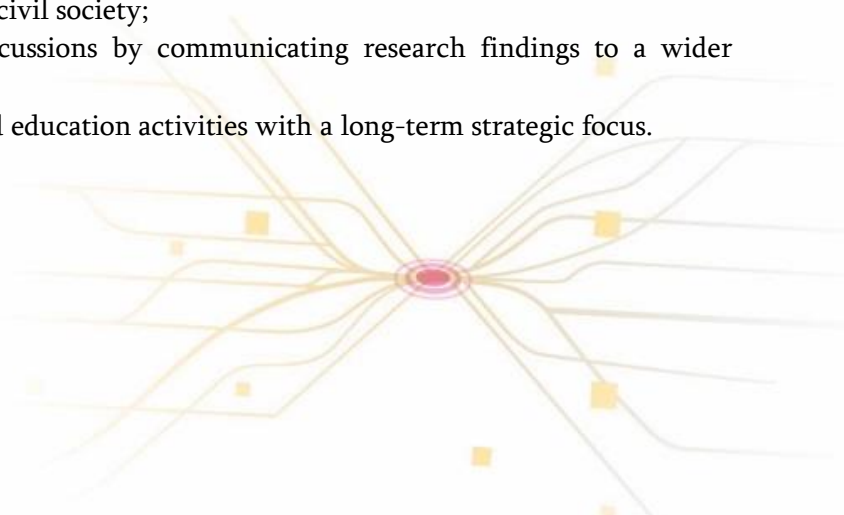 civil society;
cussions by communicating research findings to a wider
l education activities with a long-term strategic focus.